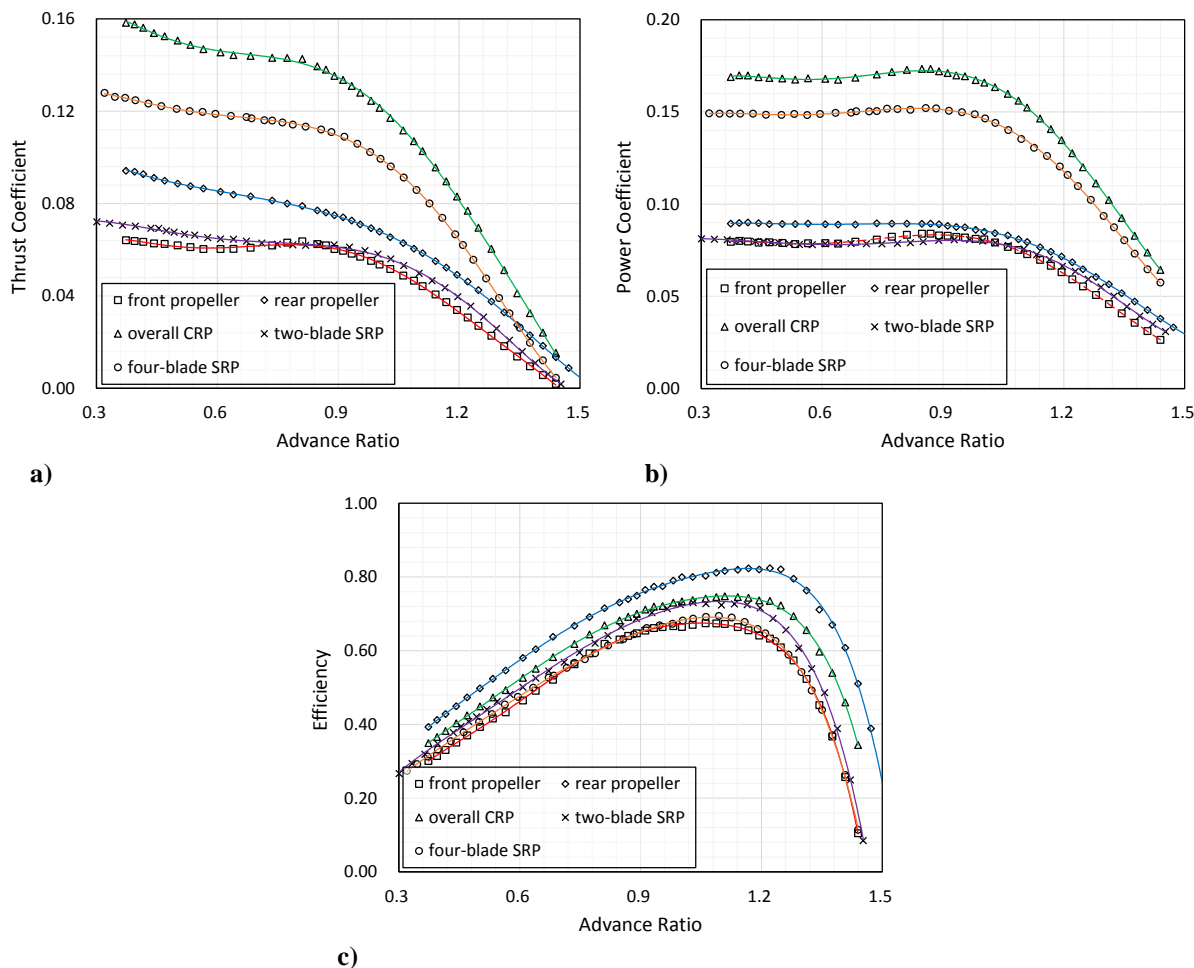 0.16
0.12
0.08
0.04
0.00
Thrust Coefficient
front propeller rear propeller
overall CRP two-blade SRP
four-blade SRP
0.3 0.6 0.9 1.2 1.5
Advance Ratio
a)
0.20
0.15
0.10
0.05
0.00
Power Coefficient
front propeller rear propeller
overall CRP two-blade SRP
four-blade SRP
0.3 0.6 0.9 1.2 1.5
Advance Ratio
b)
1.00
0.80
0.60
0.40
0.20
0.00
Efficiency
front propeller rear propeller
overall CRP two-blade SRP
four-blade SRP
0.3 0.6 0.9 1.2 1.5
Advance Ratio
c)